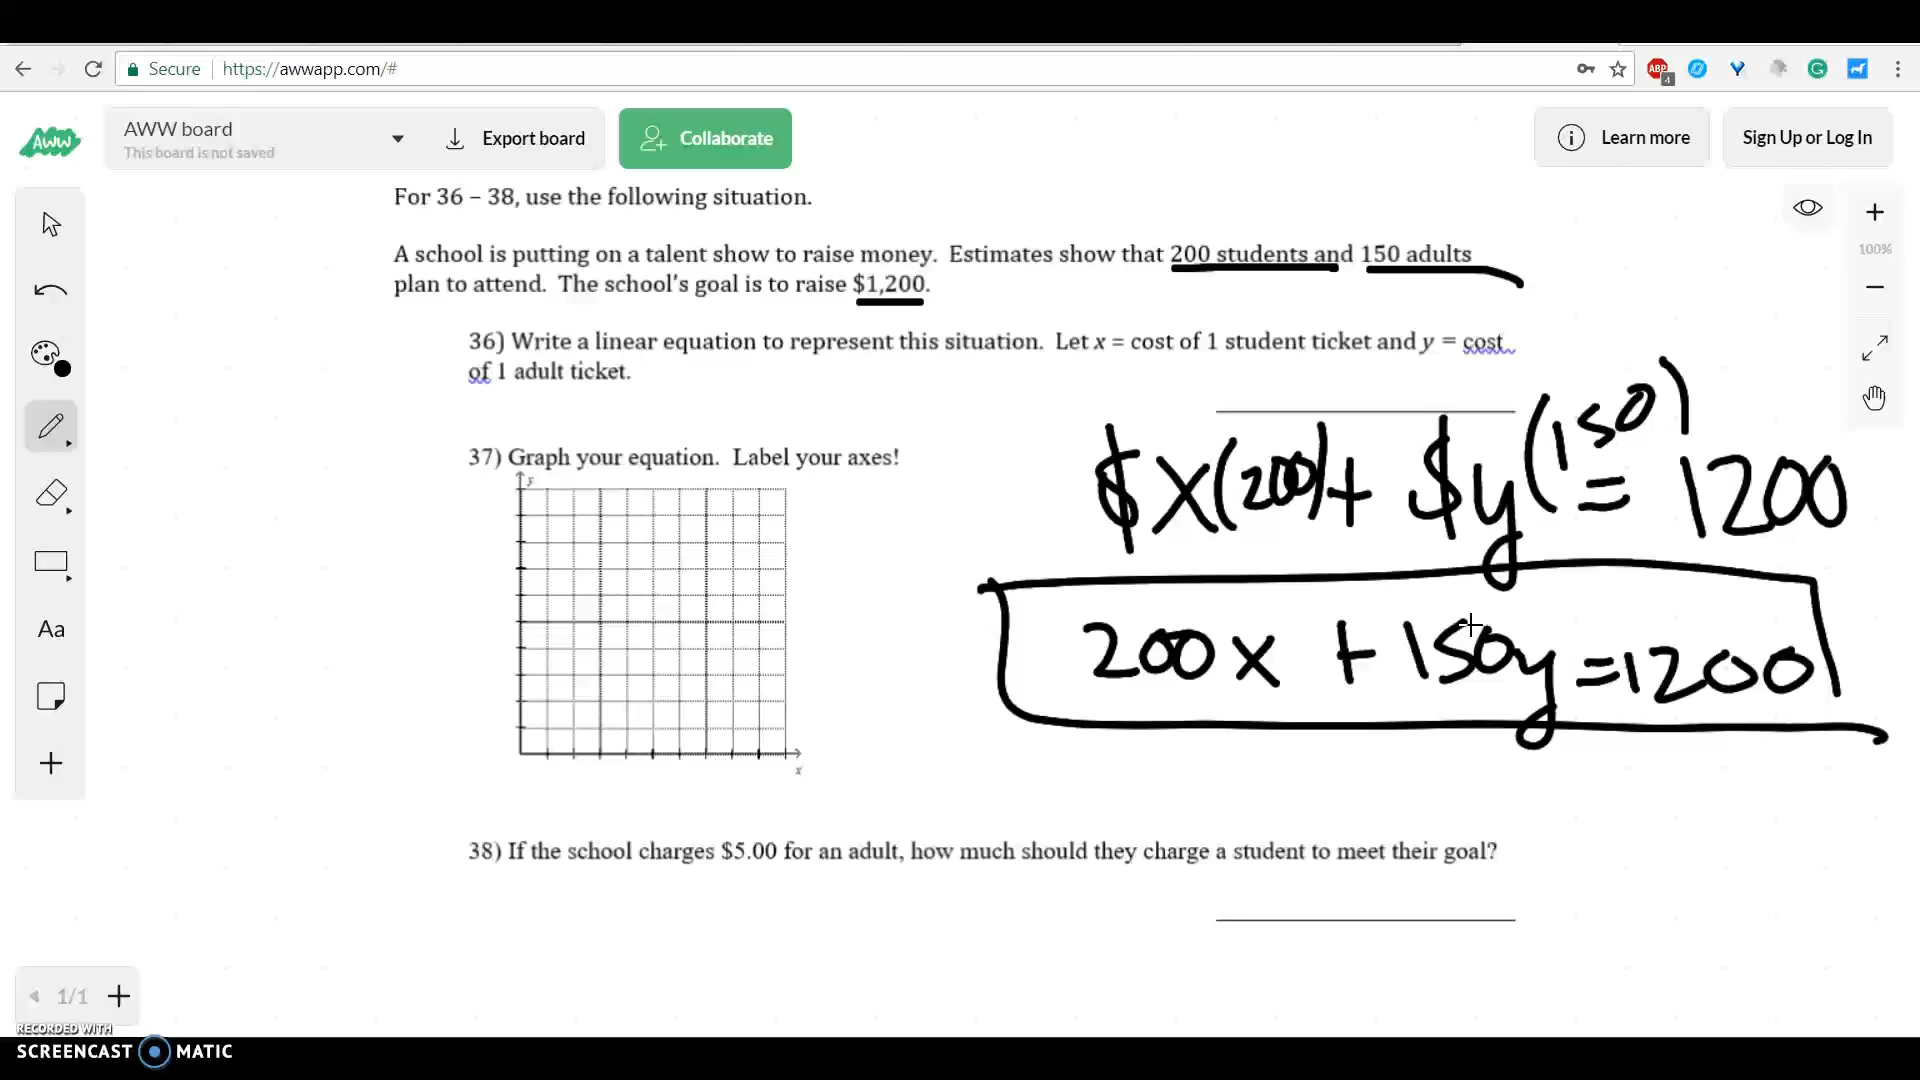 Secure https://awwapp.com/#
ABP
4
AWW
AWW board
This board is not saved
Export board
Collaborate
Learn more
Sign Up or Log In
For 36 – 38, use the following situation.
100%
A school is putting on a talent show to raise money. Estimates show that 200 students and 150 adults
plan to attend. The school's goal is to raise $1,200.
36) Write a linear equation to represent this situation. Let x = cost of 1 student ticket and y = cost
of 1 adult ticket.
37) Graph your equation. Label your axes!
y
x
$x(200) + $y(150) = 1200
200x + 150y = 1200
Aa
38) If the school charges $5.00 for an adult, how much should they charge a student to meet their goal?
1/1
RECORDED WITH
SCREENCAST MATIC